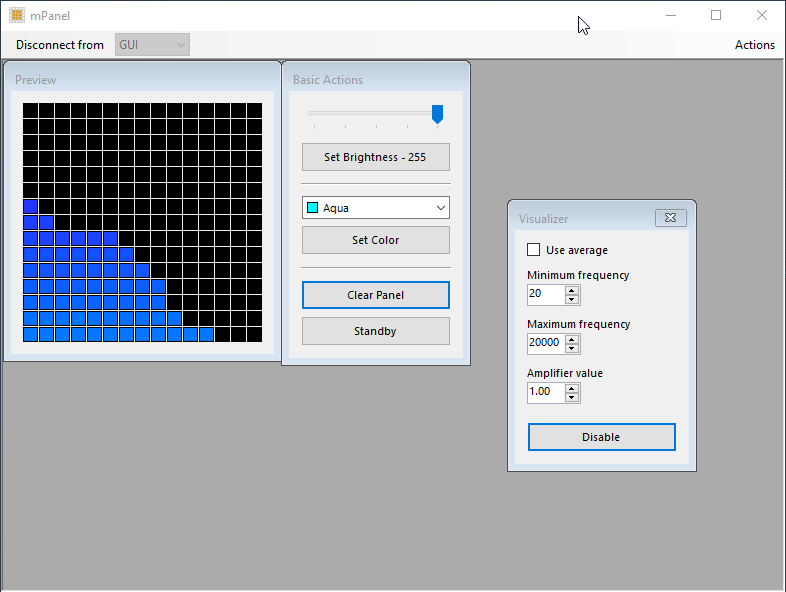 mPanel
Disconnect from GUI Actions
Preview
Basic Actions
Set Brightness - 255
Aqua
Set Color
Clear Panel
Standby
Visualizer
Use average
Minimum frequency
20
Maximum frequency
20000
Amplifier value
1.00
Disable